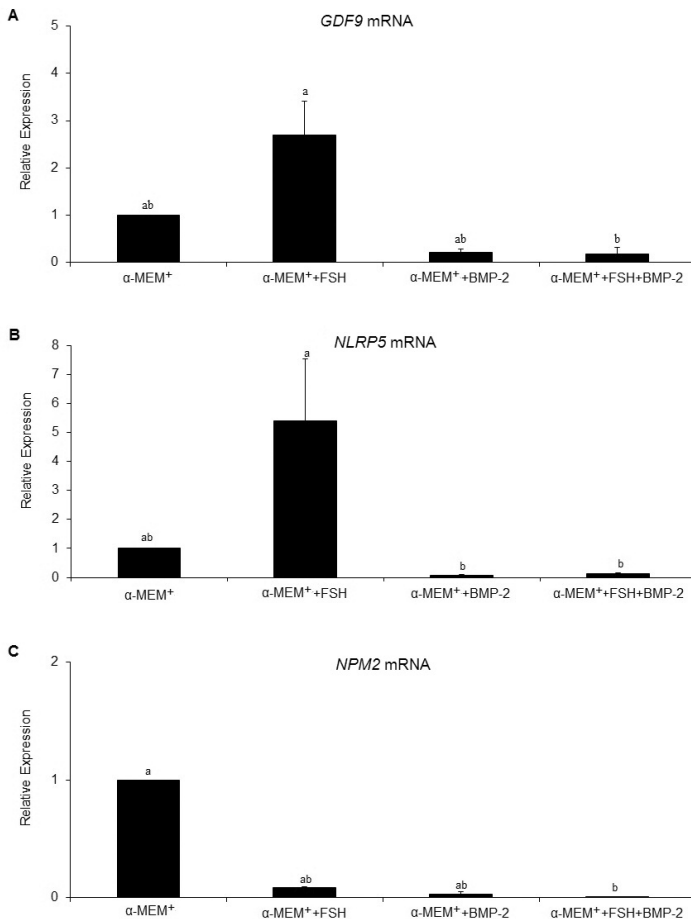 A
GDF9 mRNA
5
4
3
2
1
0
Relative Expression
ab
a
ab
b
α-MEM⁺
α-MEM⁺+FSH
α-MEM⁺+BMP-2
α-MEM⁺+FSH+BMP-2
B
NLRP5 mRNA
8
7
6
5
4
3
2
1
0
Relative Expression
ab
a
b
b
α-MEM⁺
α-MEM⁺+FSH
α-MEM⁺+BMP-2
α-MEM⁺+FSH+BMP-2
C
NPM2 mRNA
2
1
0
Relative Expression
a
ab
ab
b
α-MEM⁺
α-MEM⁺+FSH
α-MEM⁺+BMP-2
α-MEM⁺+FSH+BMP-2